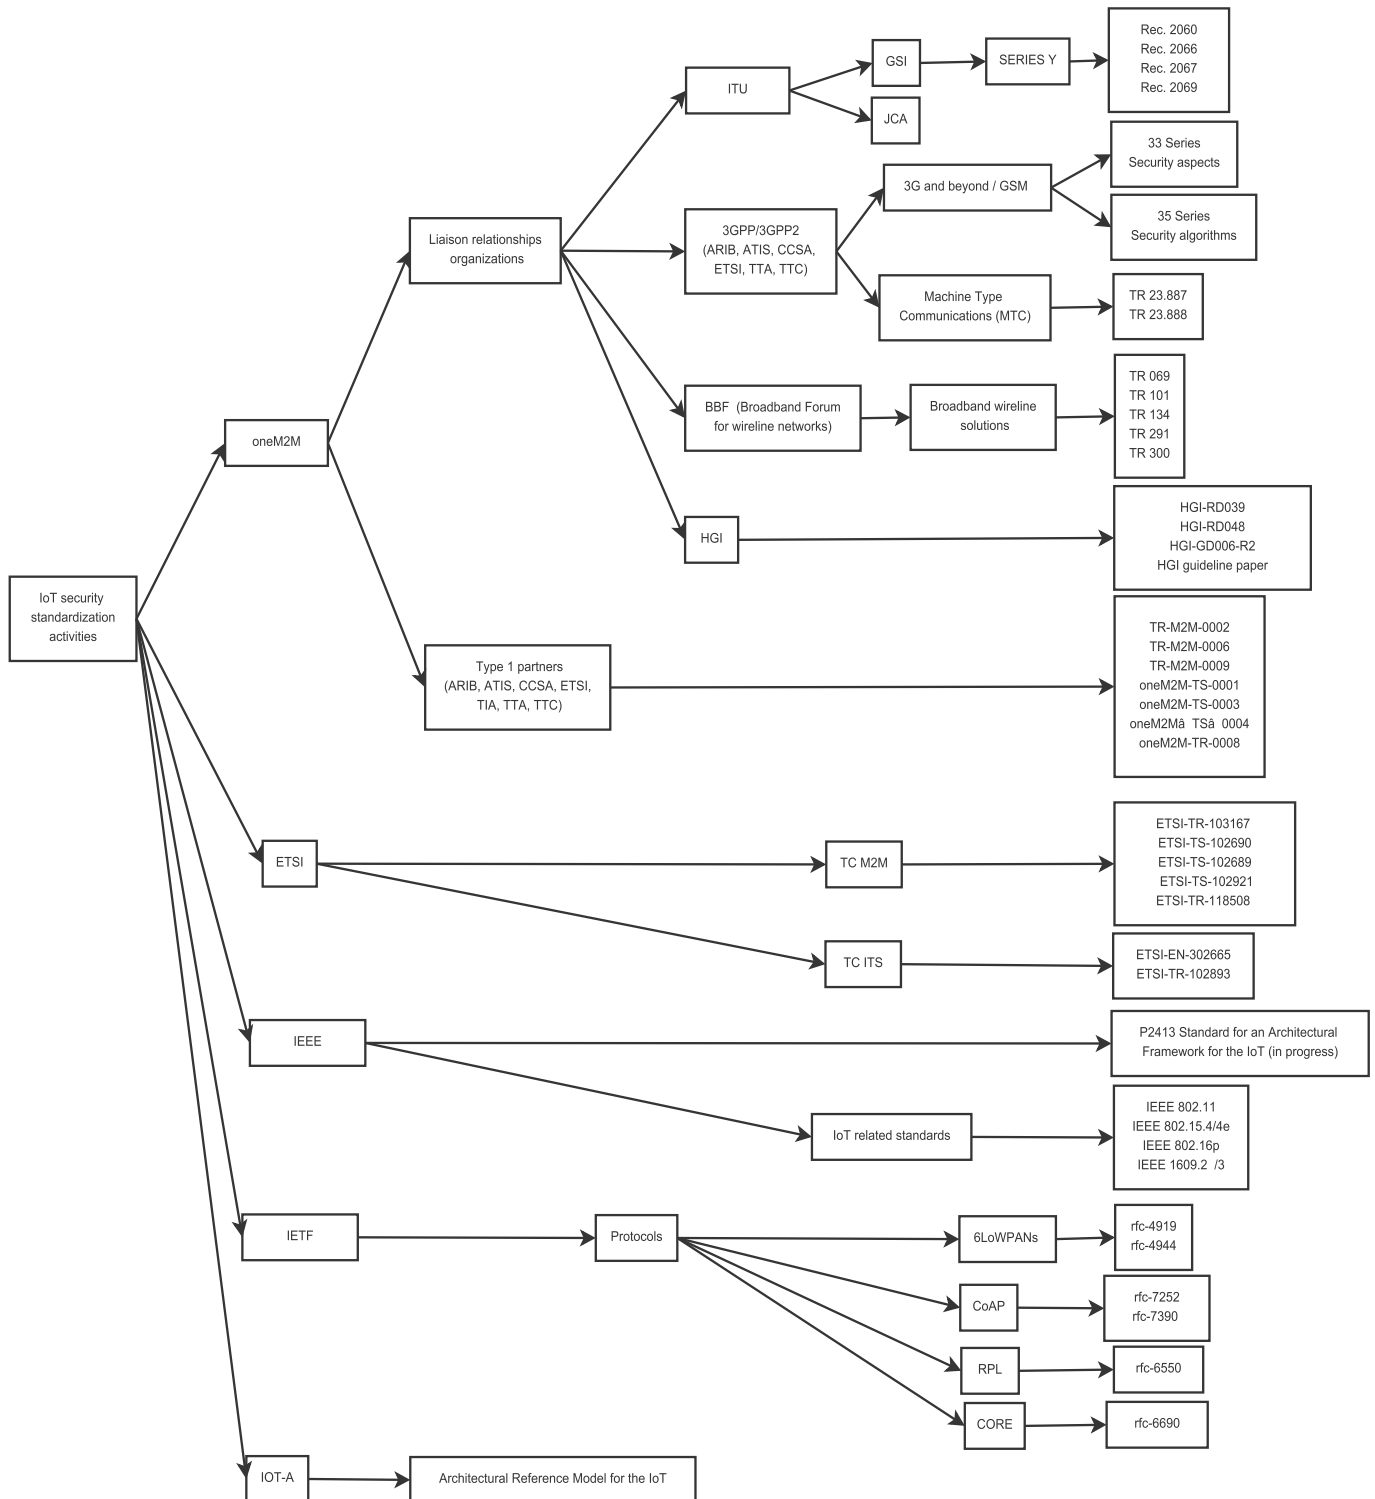 IoT security
standardization
activities
oneM2M
Liaison relationships
organizations
ITU
GSI
SERIES Y
Rec. 2060
Rec. 2066
Rec. 2067
Rec. 2069
JCA
3GPP/3GPP2
(ARIB, ATIS, CCSA,
ETSI, TTA, TTC)
3G and beyond / GSM
33 Series
Security aspects
35 Series
Security algorithms
Machine Type
Communications (MTC)
TR 23.887
TR 23.888
BBF (Broadband Forum
for wireline networks)
Broadband wireline
solutions
TR 069
TR 101
TR 134
TR 291
TR 300
HGI
HGI-RD039
HGI-RD048
HGI-GD006-R2
HGI guideline paper
Type 1 partners
(ARIB, ATIS, CCSA, ETSI,
TIA, TTA, TTC)
TR-M2M-0002
TR-M2M-0006
TR-M2M-0009
oneM2M-TS-0001
oneM2M-TS-0003
oneM2Mâ TSâ 0004
oneM2M-TR-0008
ETSI
TC M2M
ETSI-TR-103167
ETSI-TS-102690
ETSI-TS-102689
ETSI-TS-102921
ETSI-TR-118508
TC ITS
ETSI-EN-302665
ETSI-TR-102893
IEEE
P2413 Standard for an Architectural
Framework for the IoT (in progress)
IoT related standards
IEEE 802.11
IEEE 802.15.4/4e
IEEE 802.16p
IEEE 1609.2 /3
IETF
Protocols
6LoWPANs
rfc-4919
rfc-4944
CoAP
rfc-7252
rfc-7390
RPL
rfc-6550
CORE
rfc-6690
IOT-A
Architectural Reference Model for the IoT